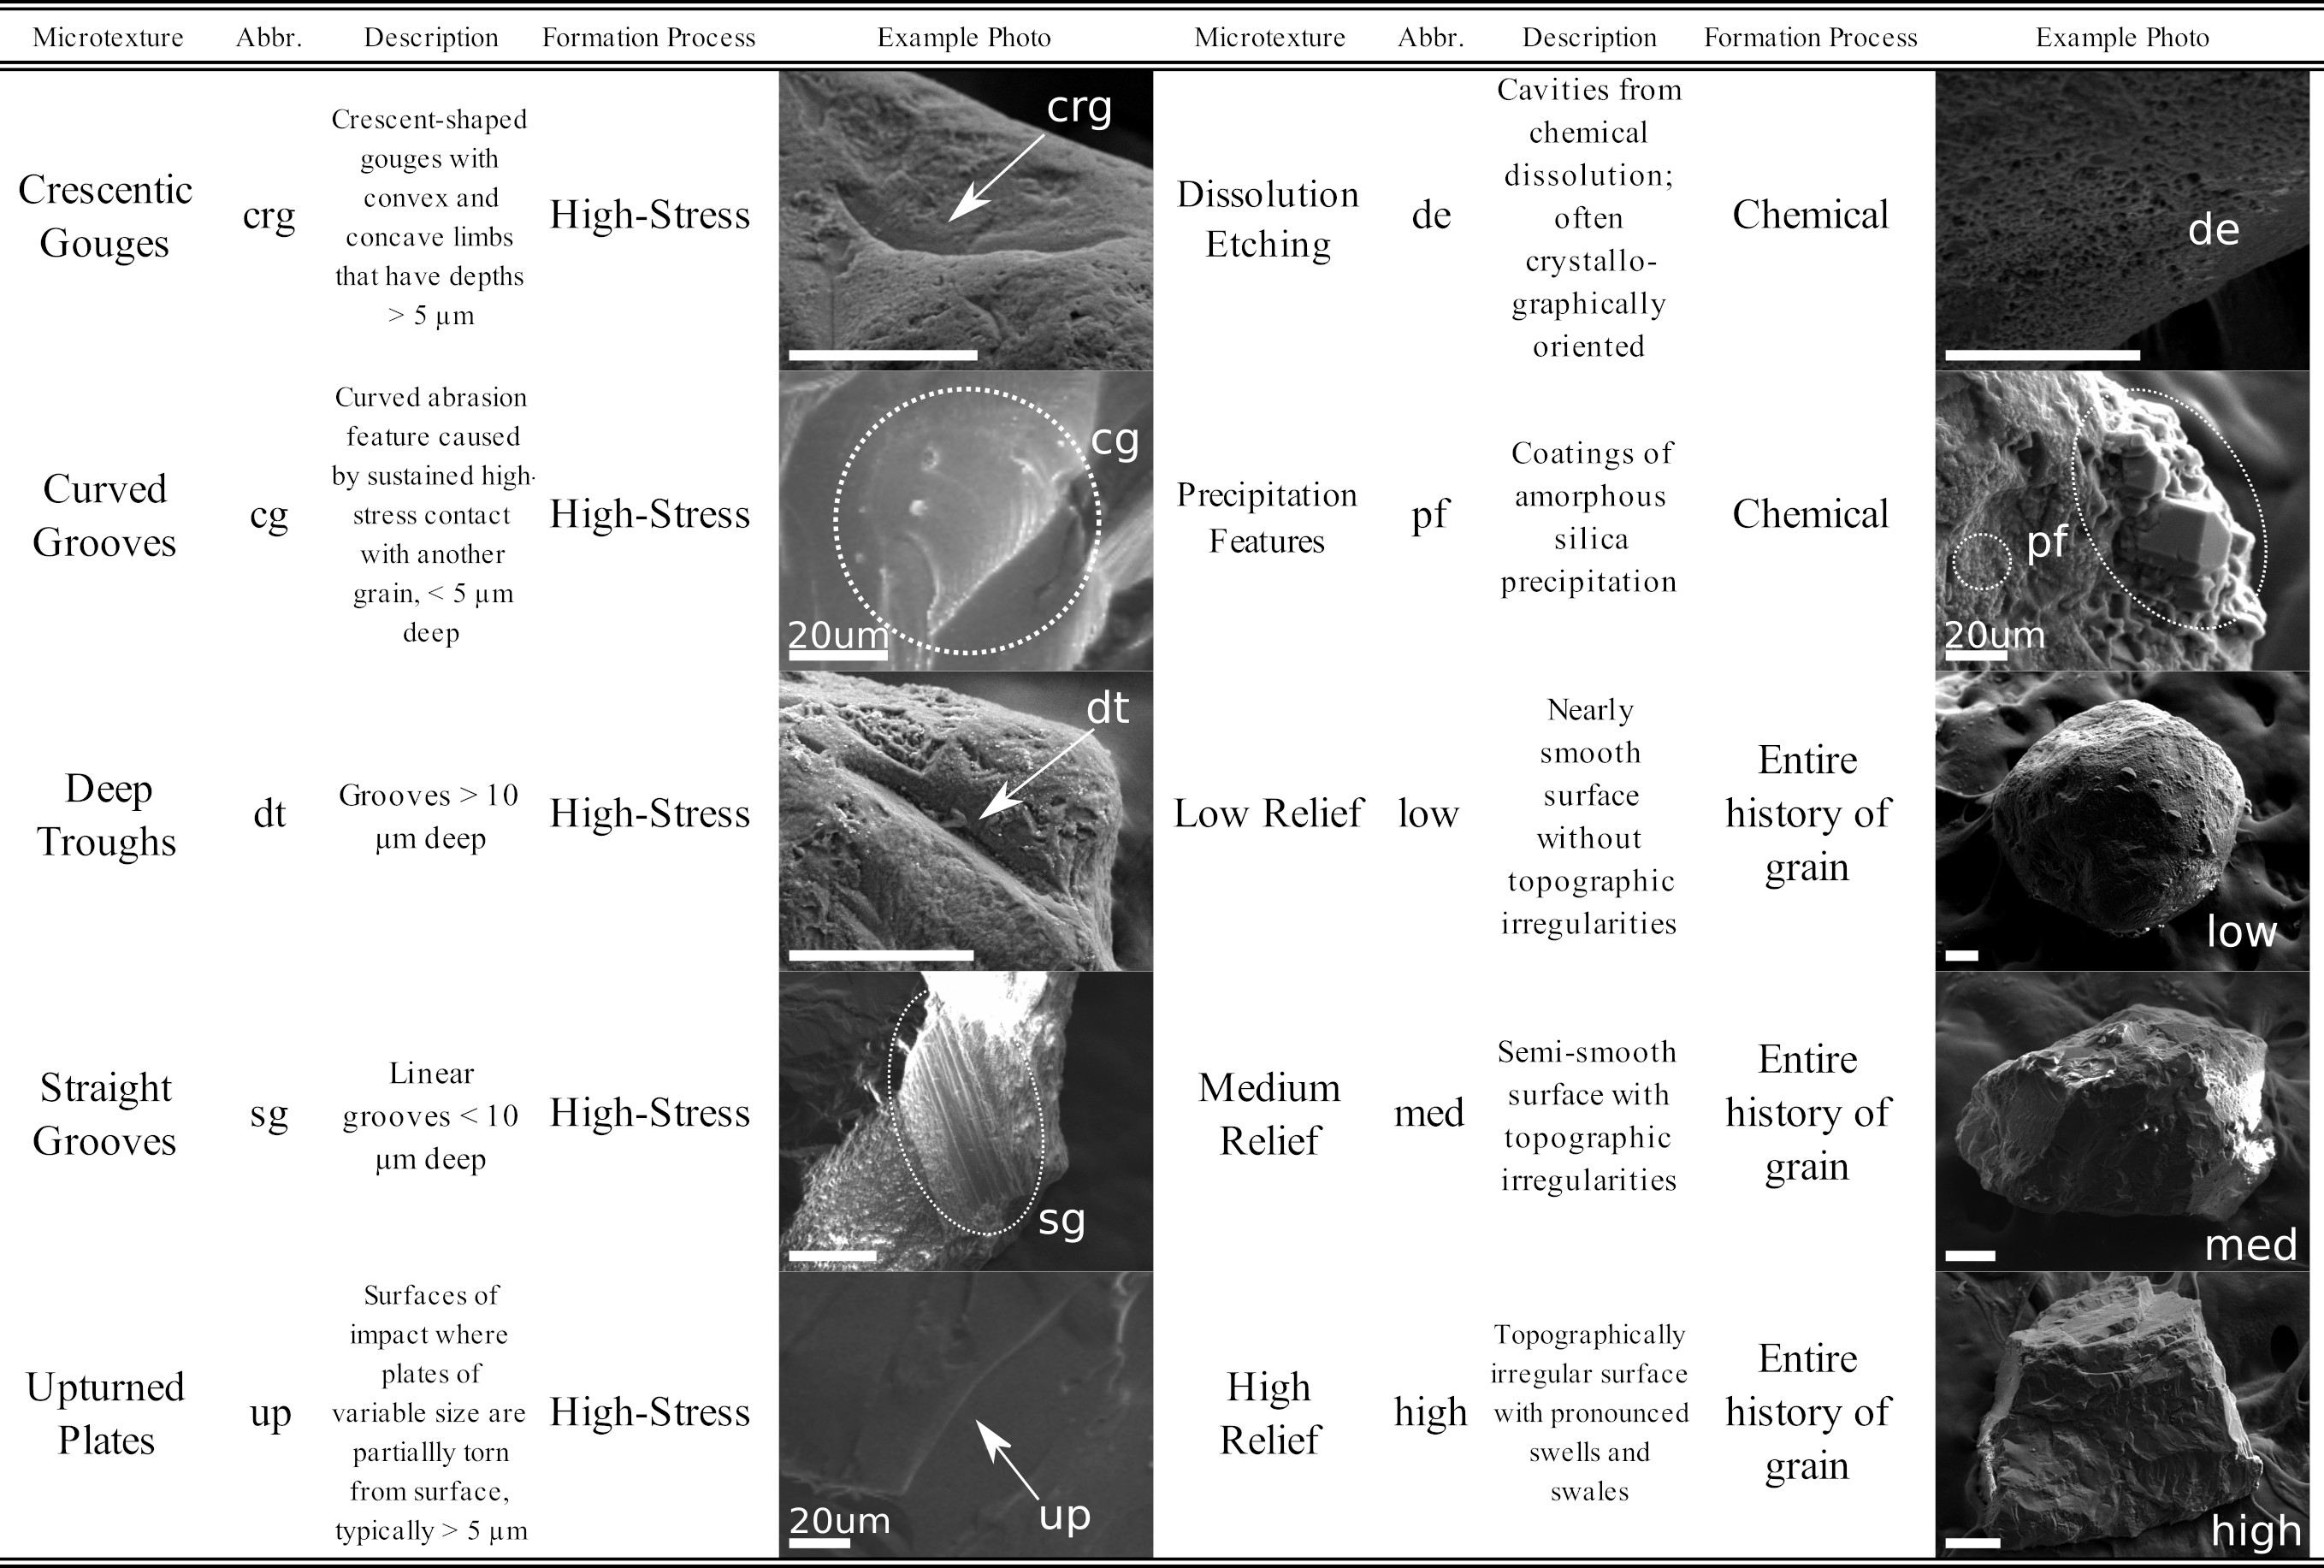 Microtexture Abbr. Description Formation Process Example Photo Microtexture Abbr. Description Formation Process Example Photo
Crescentic
Gouges
crg
Crescent-shaped
gouges with
convex and
concave limbs
that have depths
> 5 µm
High-Stress
crg
Dissolution
Etching
de
Cavities from
chemical
dissolution;
often
crystallo-
graphically
oriented
Chemical
de
Curved
Grooves
cg
Curved abrasion
feature caused
by sustained high-
stress contact
with another
grain, < 5 µm
deep
High-Stress
cg
20um
Precipitation
Features
pf
Coatings of
amorphous
silica
precipitation
Chemical
pf
20um
Deep
Troughs
dt
Grooves > 10
µm deep
High-Stress
dt
Low Relief
low
Nearly
smooth
surface
without
topographic
irregularities
Entire
history of
grain
low
Straight
Grooves
sg
Linear
grooves < 10
µm deep
High-Stress
sg
Medium
Relief
med
Semi-smooth
surface with
topographic
irregularities
Entire
history of
grain
med
Upturned
Plates
up
Surfaces of
impact where
plates of
variable size are
partiallly torn
from surface,
typically > 5 µm
High-Stress
up
20um
High
Relief
high
Topographically
irregular surface
with pronounced
swells and
swales
Entire
history of
grain
high